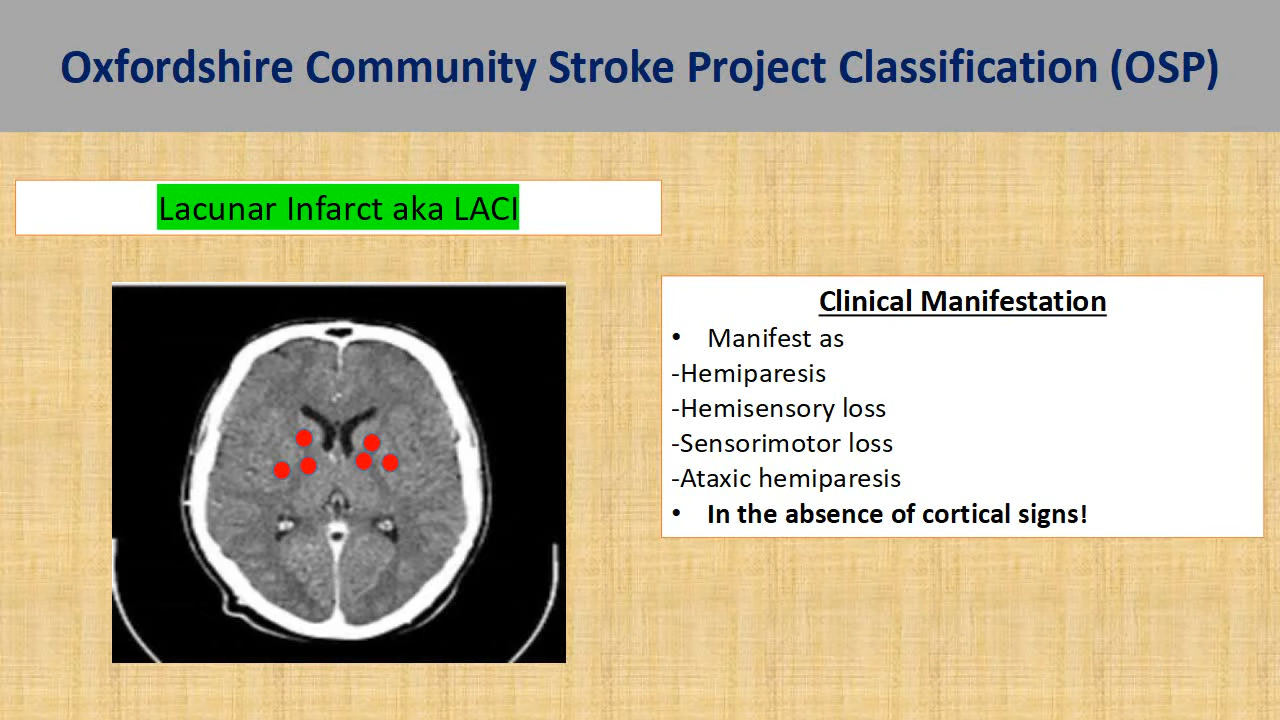 Oxfordshire Community Stroke Project Classification (OSP)
Lacunar Infarct aka LACI
Clinical Manifestation
• Manifest as
-Hemiparesis
-Hemisensory loss
-Sensorimotor loss
-Ataxic hemiparesis
• In the absence of cortical signs!